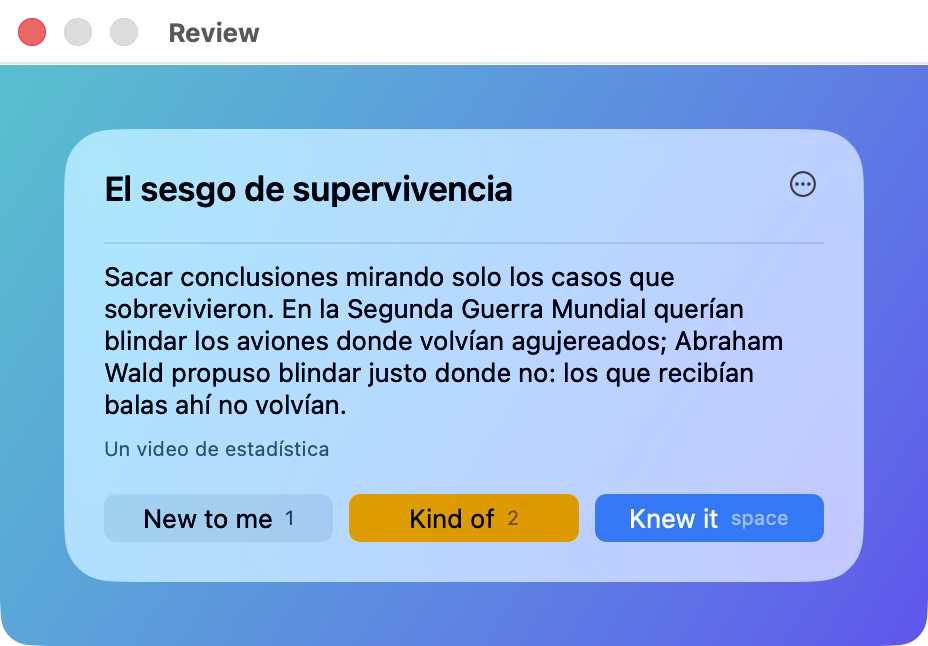 Review
El sesgo de supervivencia
Sacar conclusiones mirando solo los casos que
sobrevivieron. En la Segunda Guerra Mundial querían
blindar los aviones donde volvían agujereados; Abraham
Wald propuso blindar justo donde no: los que recibían
balas ahí no volvían.
Un video de estadística
New to me 1 Kind of 2 Knew it space